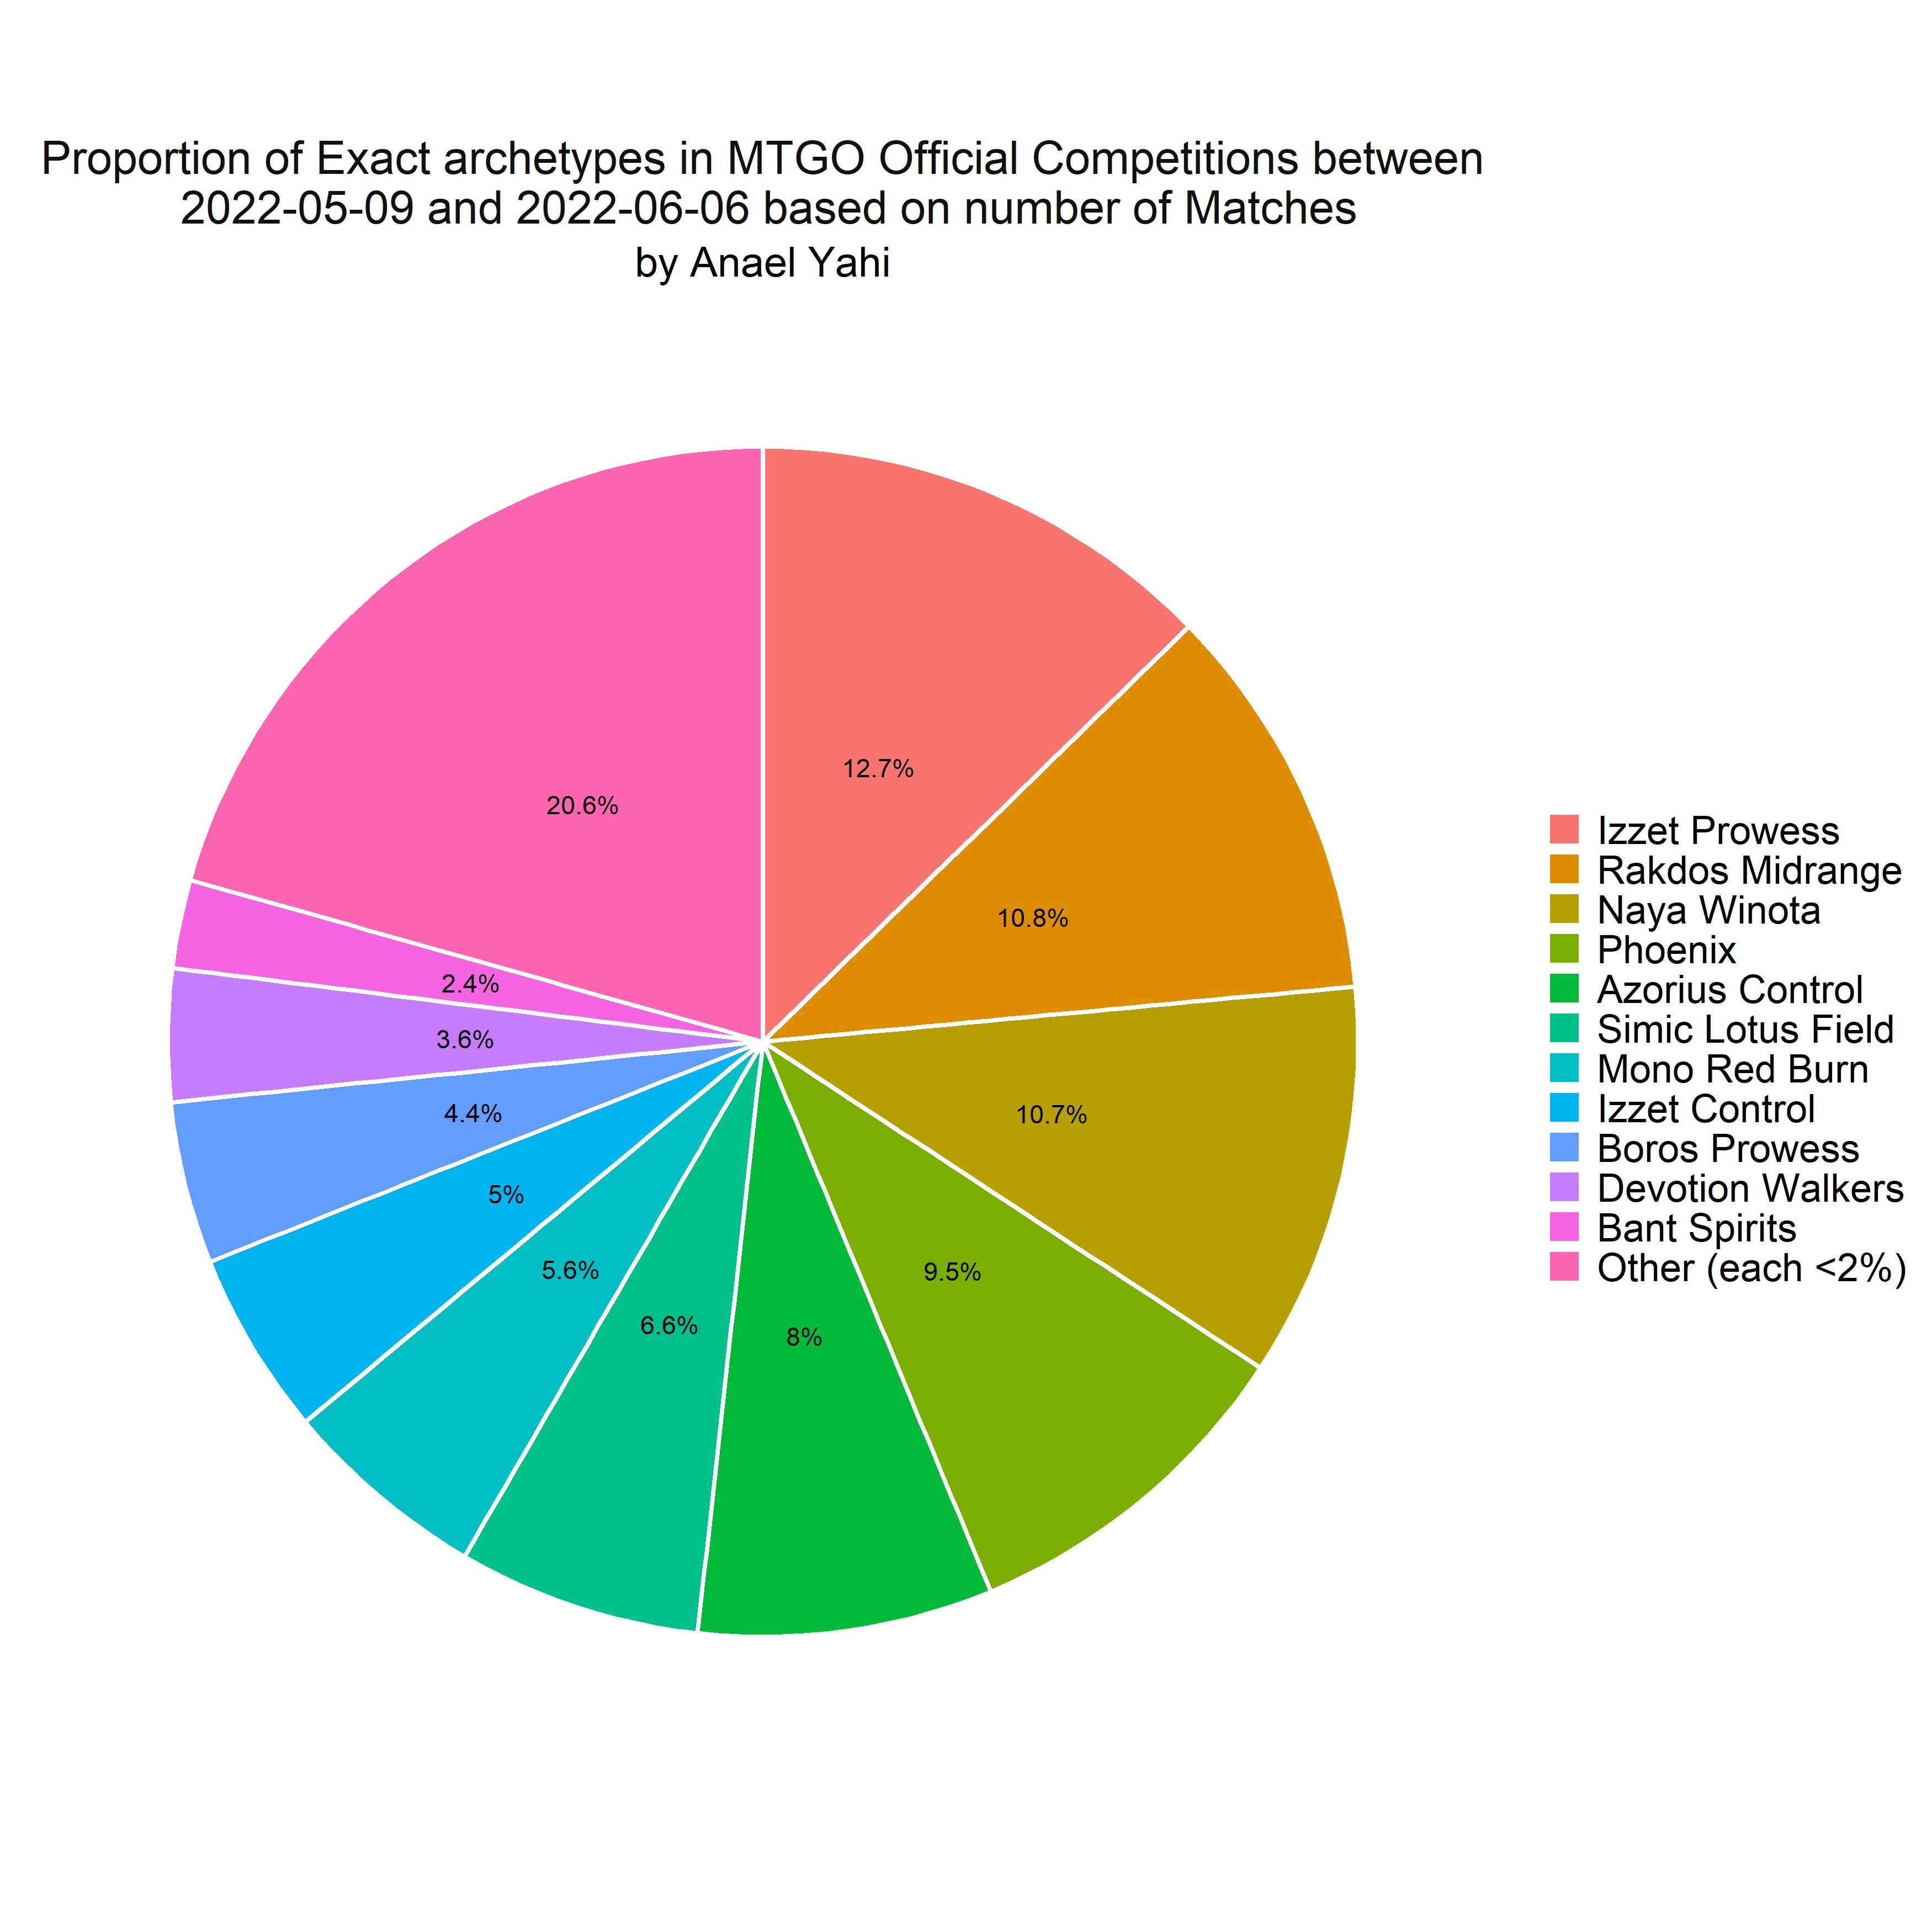 Proportion of Exact archetypes in MTGO Official Competitions between
2022-05-09 and 2022-06-06 based on number of Matches
by Anael Yahi
12.7%
20.6%
10.8%
2.4%
3.6%
4.4%
10.7%
5%
5.6%
9.5%
6.6%
8%
Izzet Prowess
Rakdos Midrange
Naya Winota
Phoenix
Azorius Control
Simic Lotus Field
Mono Red Burn
Izzet Control
Boros Prowess
Devotion Walkers
Bant Spirits
Other (each <2%)